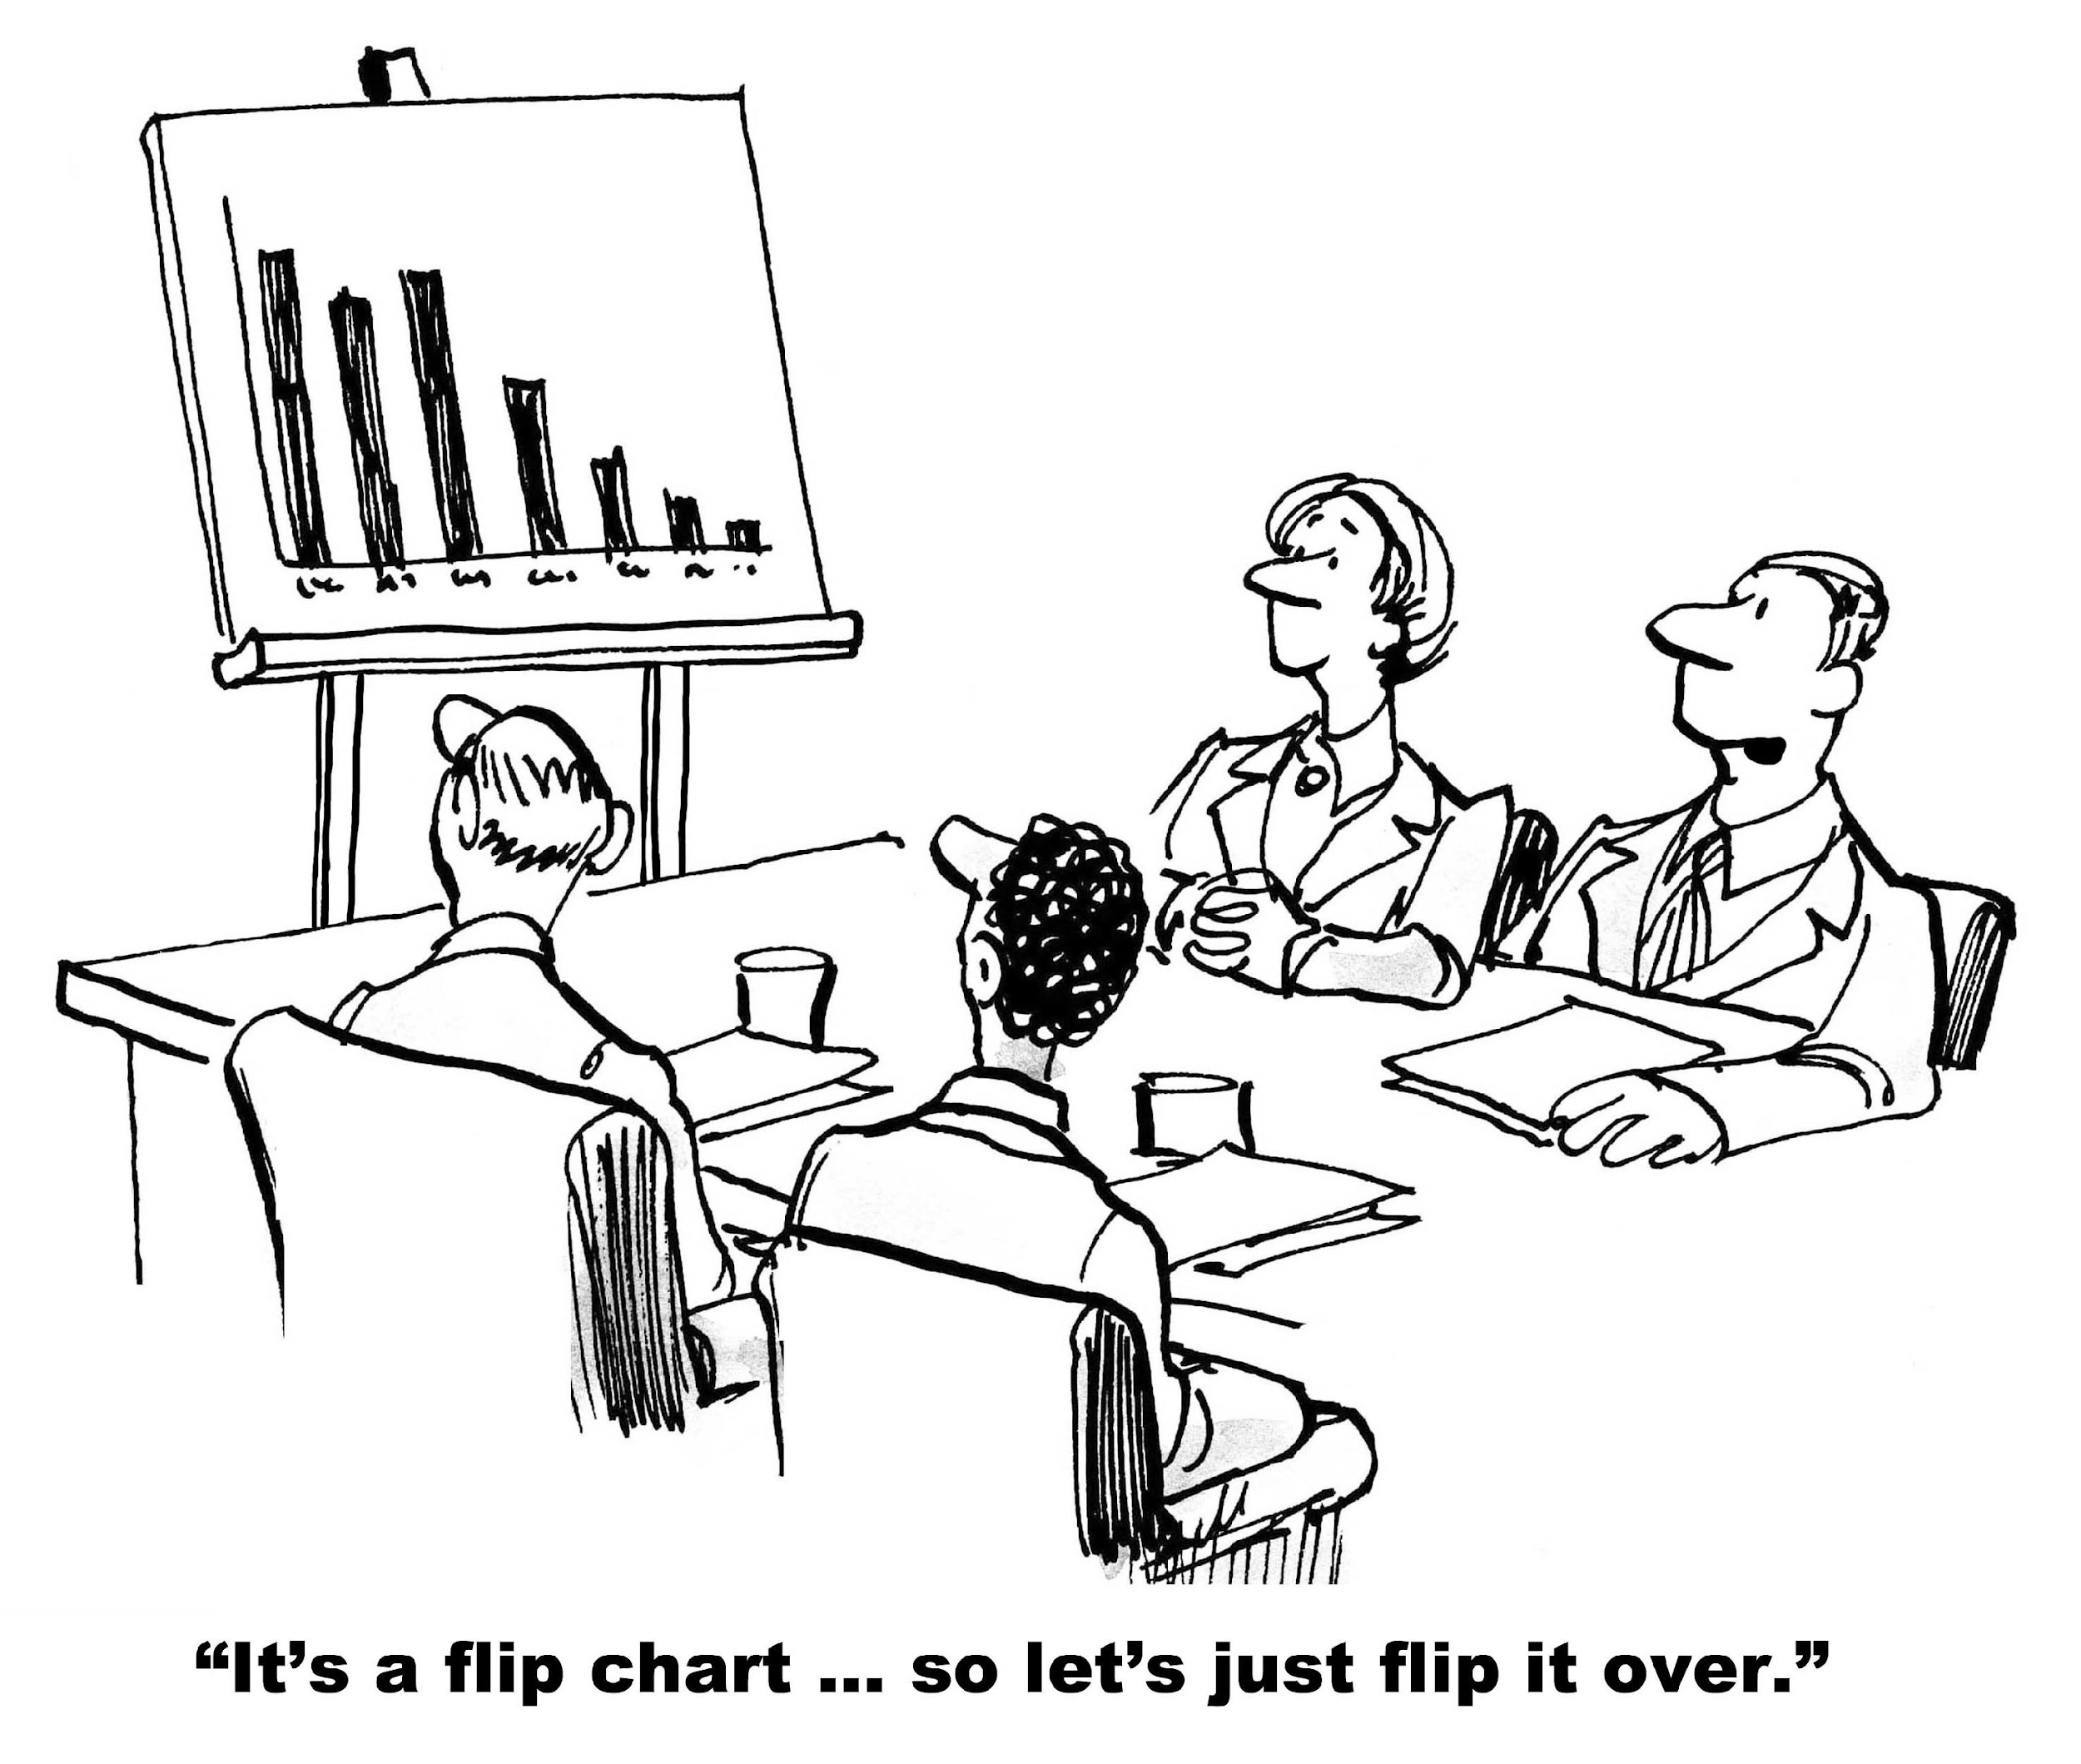 “It’s a flip chart ... so let’s just flip it over.”